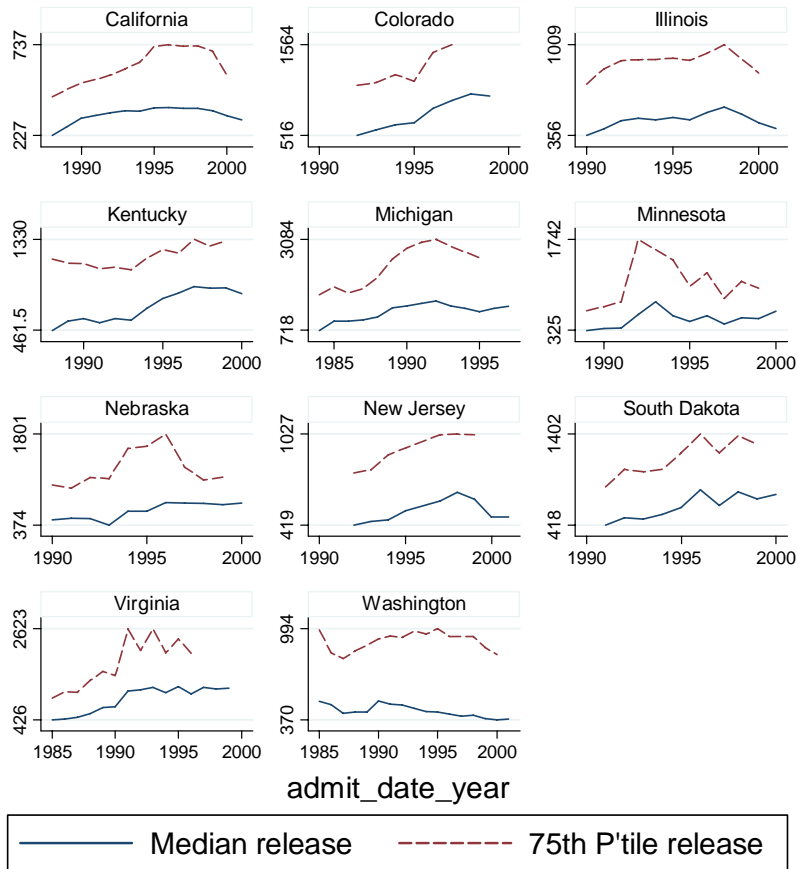 California Colorado Illinois
737
227
1990 1995 2000
1564
516
1990 1995 2000
1009
356
1990 1995 2000
Kentucky Michigan Minnesota
1330
461.5
1990 1995 2000
3084
718
1985 1990 1995
1742
325
1990 1995 2000
Nebraska New Jersey South Dakota
1801
374
1990 1995 2000
1027
419
1990 1995 2000
1402
418
1990 1995 2000
Virginia Washington
2623
426
1985 1990 1995 2000
994
370
1985 1990 1995 2000
admit_date_year
Median release 75th P'tile release